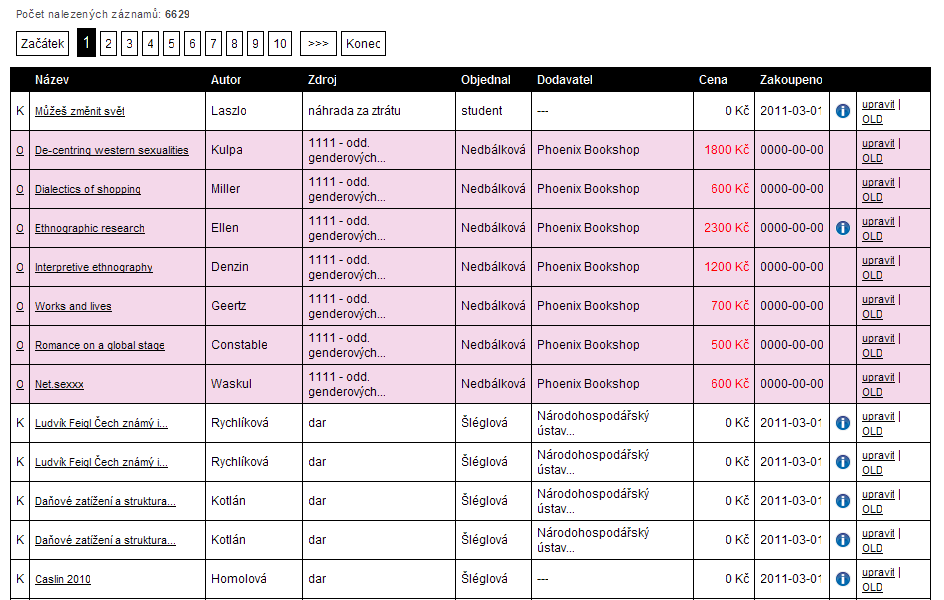 Počet nalezených záznamů: 6629
Začátek 1 2 3 4 5 6 7 8 9 10 >>> Konec
Název Autor Zdroj Objednal Dodavatel Cena Zakoupeno
K Můžeš změnit svět Laszlo náhrada za ztrátu student --- 0 Kč 2011-03-01 upravit |
OLD
O De-centring western sexualities Kulpa 1111 - odd. genderových... Nedbálková Phoenix Bookshop 1800 Kč 0000-00-00 upravit |
OLD
O Dialectics of shopping Miller 1111 - odd. genderových... Nedbálková Phoenix Bookshop 600 Kč 0000-00-00 upravit |
OLD
O Ethnographic research Ellen 1111 - odd. genderových... Nedbálková Phoenix Bookshop 2300 Kč 0000-00-00 upravit |
OLD
O Interpretive ethnography Denzin 1111 - odd. genderových... Nedbálková Phoenix Bookshop 1200 Kč 0000-00-00 upravit |
OLD
O Works and lives Geertz 1111 - odd. genderových... Nedbálková Phoenix Bookshop 700 Kč 0000-00-00 upravit |
OLD
O Romance on a global stage Constable 1111 - odd. genderových... Nedbálková Phoenix Bookshop 500 Kč 0000-00-00 upravit |
OLD
O Net.sexxx Waskul 1111 - odd. genderových... Nedbálková Phoenix Bookshop 600 Kč 0000-00-00 upravit |
OLD
K Ludvík Feigl Čech známý i... Rychlíková dar Šléglová Národohospodářský ústav... 0 Kč 2011-03-01 upravit |
OLD
K Ludvík Feigl Čech známý i... Rychlíková dar Šléglová Národohospodářský ústav... 0 Kč 2011-03-01 upravit |
OLD
K Daňové zatížení a struktura... Kotlán dar Šléglová Národohospodářský ústav... 0 Kč 2011-03-01 upravit |
OLD
K Daňové zatížení a struktura... Kotlán dar Šléglová Národohospodářský ústav... 0 Kč 2011-03-01 upravit |
OLD
K Caslin 2010 Homolová dar Šléglová --- 0 Kč 2011-03-01 upravit |
OLD